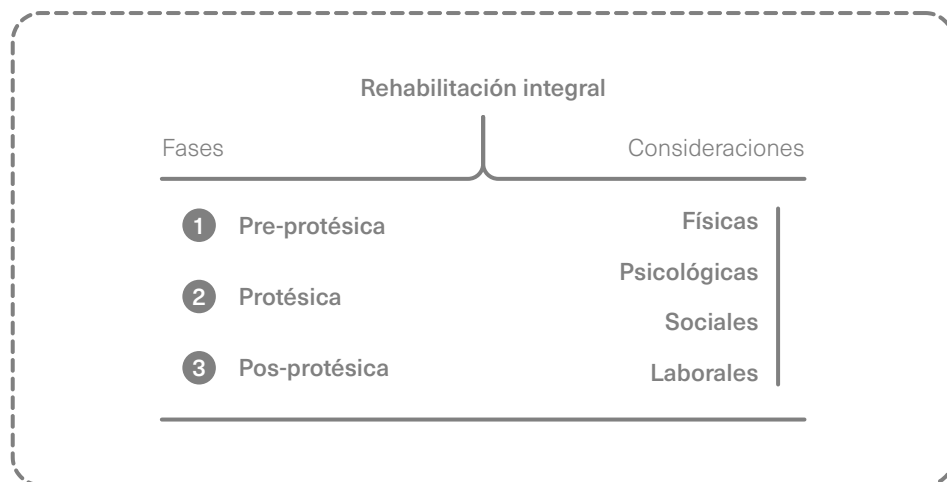 Rehabilitación integral
Fases
Consideraciones
1 Pre-protésica
2 Protésica
3 Pos-protésica
Físicas
Psicológicas
Sociales
Laborales